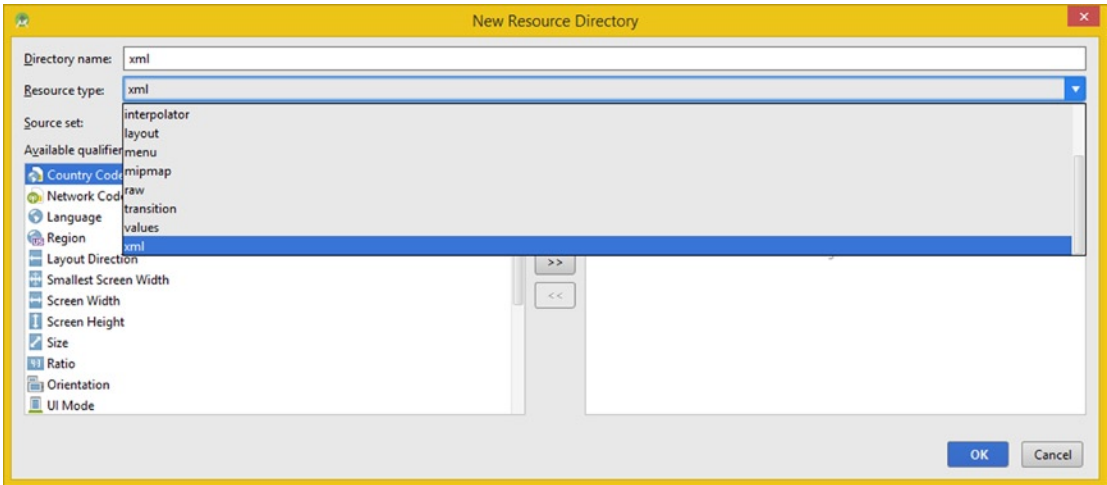 New Resource Directory
Directory name: xml
Resource type: xml
interpolator
Source set:
layout
Available qualifier
menu
mipmap
raw
transition
values
xml
Country Code
Network Cod
Language
Region
Layout Direction
Smallest Screen Width
Screen Width
Screen Height
Size
Ratio
Orientation
UI Mode
>>
<<
OK
Cancel